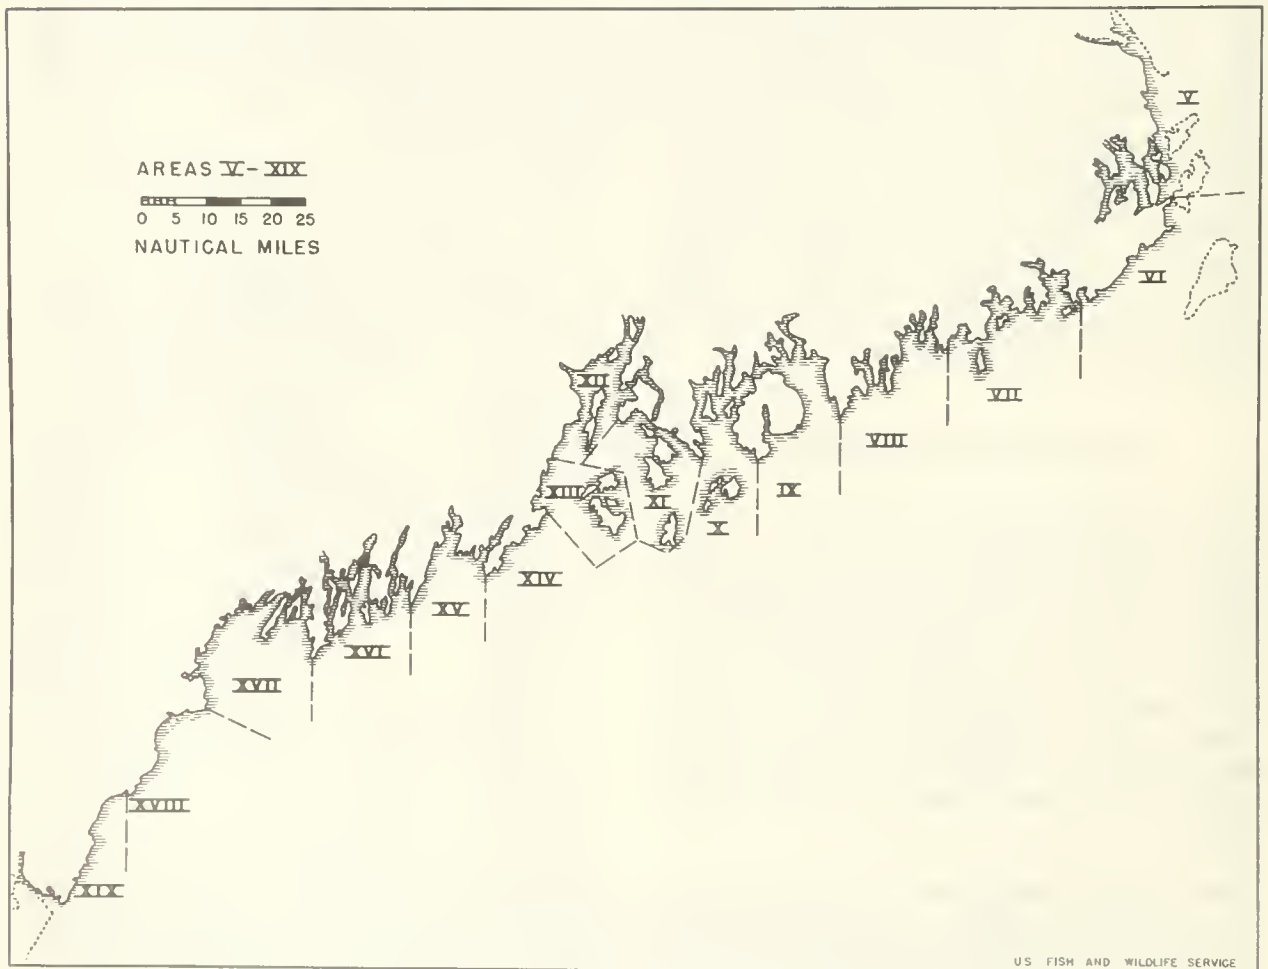 AREAS V - XIX
0 5 10 15 20 25
NAUTICAL MILES
V
VI
VII
VIII
IX
X
XI
XII
XIII
XIV
XV
XVI
XVII
XVIII
XIX
US FISH AND WILDLIFE SERVICE